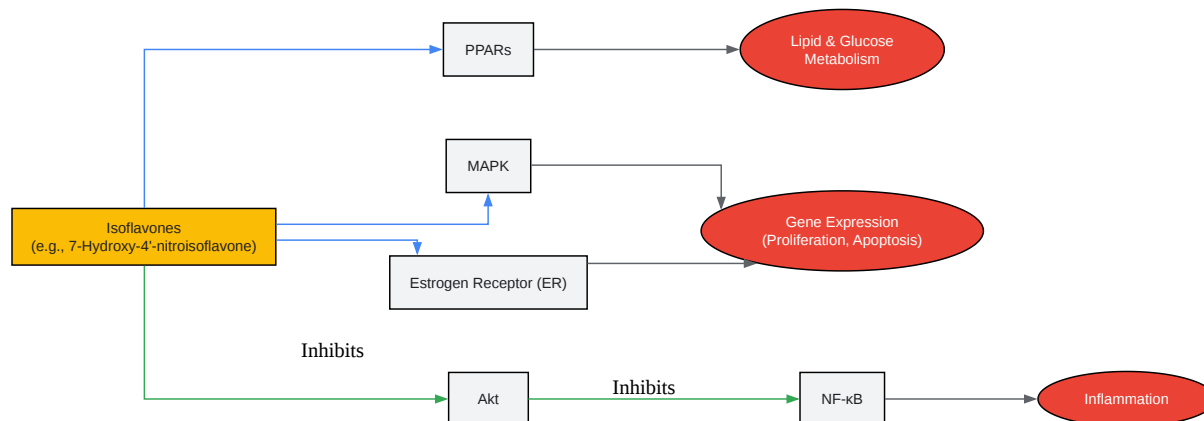 PPARs
Lipid & Glucose
Metabolism
MAPK
Isoflavones
(e.g., 7-Hydroxy-4'-nitroisoflavone)
Gene Expression
(Proliferation, Apoptosis)
Estrogen Receptor (ER)
Inhibits
Inhibits
Akt
NF-κB
Inflammation